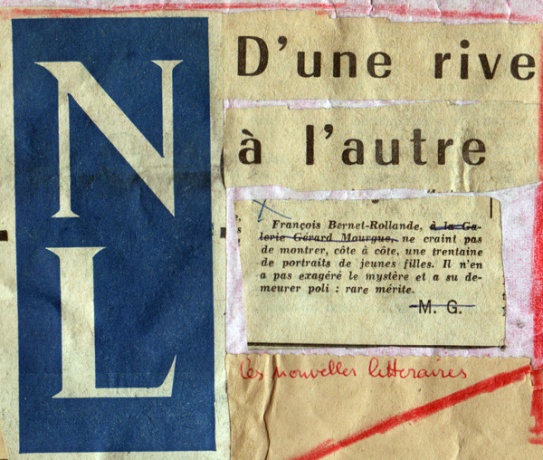 N
L
D'une rive
à l'autre
François Bernet-Rollande, à la Ga-
lerie Gérard Mourgue, ne craint pas
de montrer, côte à côte, une trentaine
de portraits de jeunes filles. Il n'en
a pas exagéré le mystère et a su de-
meurer poli : rare mérite.
M. G.
Les nouvelles litteraires